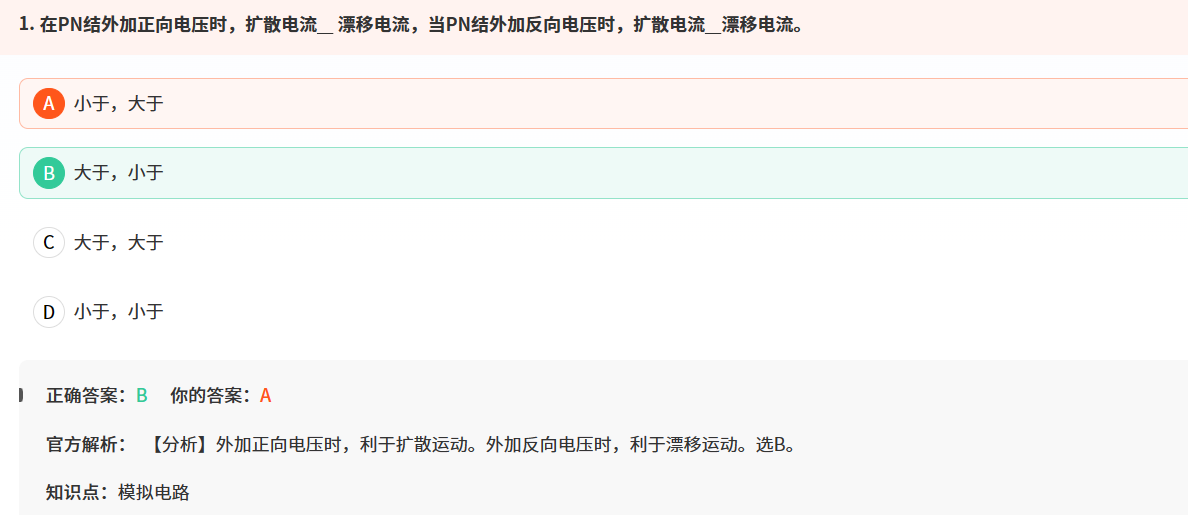 1. 在PN结外加正向电压时，扩散电流__ 漂移电流，当PN结外加反向电压时，扩散电流__漂移电流。
A 小于，大于
B 大于，小于
C 大于，大于
D 小于，小于
正确答案：B 你的答案：A
官方解析： 【分析】外加正向电压时，利于扩散运动。外加反向电压时，利于漂移运动。选B。
知识点：模拟电路